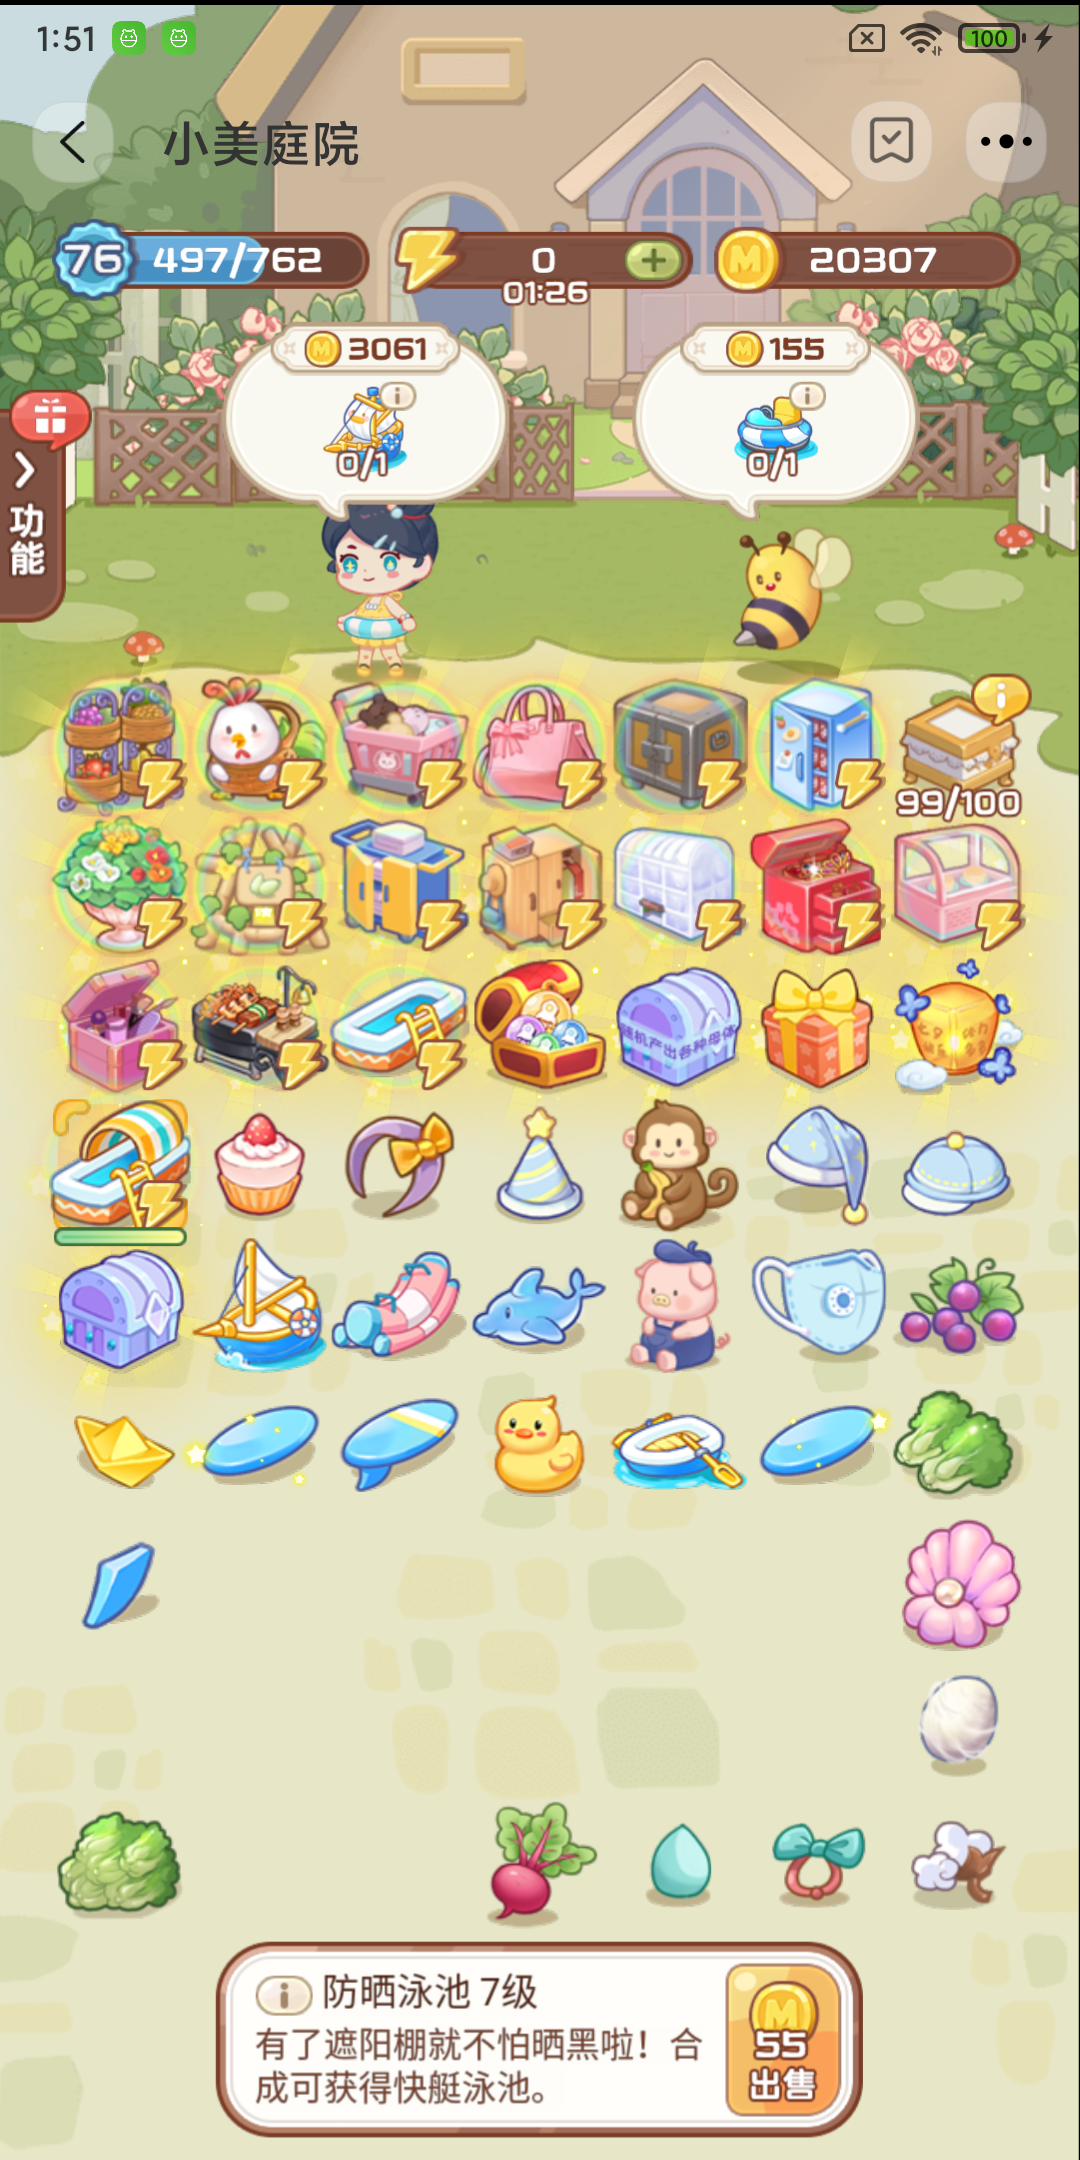 1:51
100
小美庭院
76
497/762
0
01:26
20307
3061
155
0/1
0/1
功能
99/100
随机产出各种母体
防晒泳池 7级
有了遮阳棚就不怕晒黑啦！合
成可获得快艇泳池。
55
出售